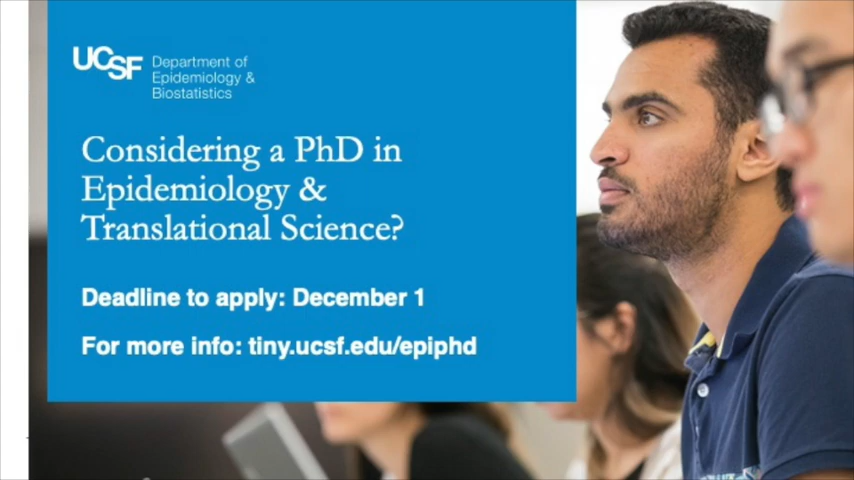 UCSF
Department of
Epidemiology &
Biostatistics
Considering a PhD in
Epidemiology &
Translational Science?
Deadline to apply: December 1
For more info: tiny.ucsf.edu/epiphd